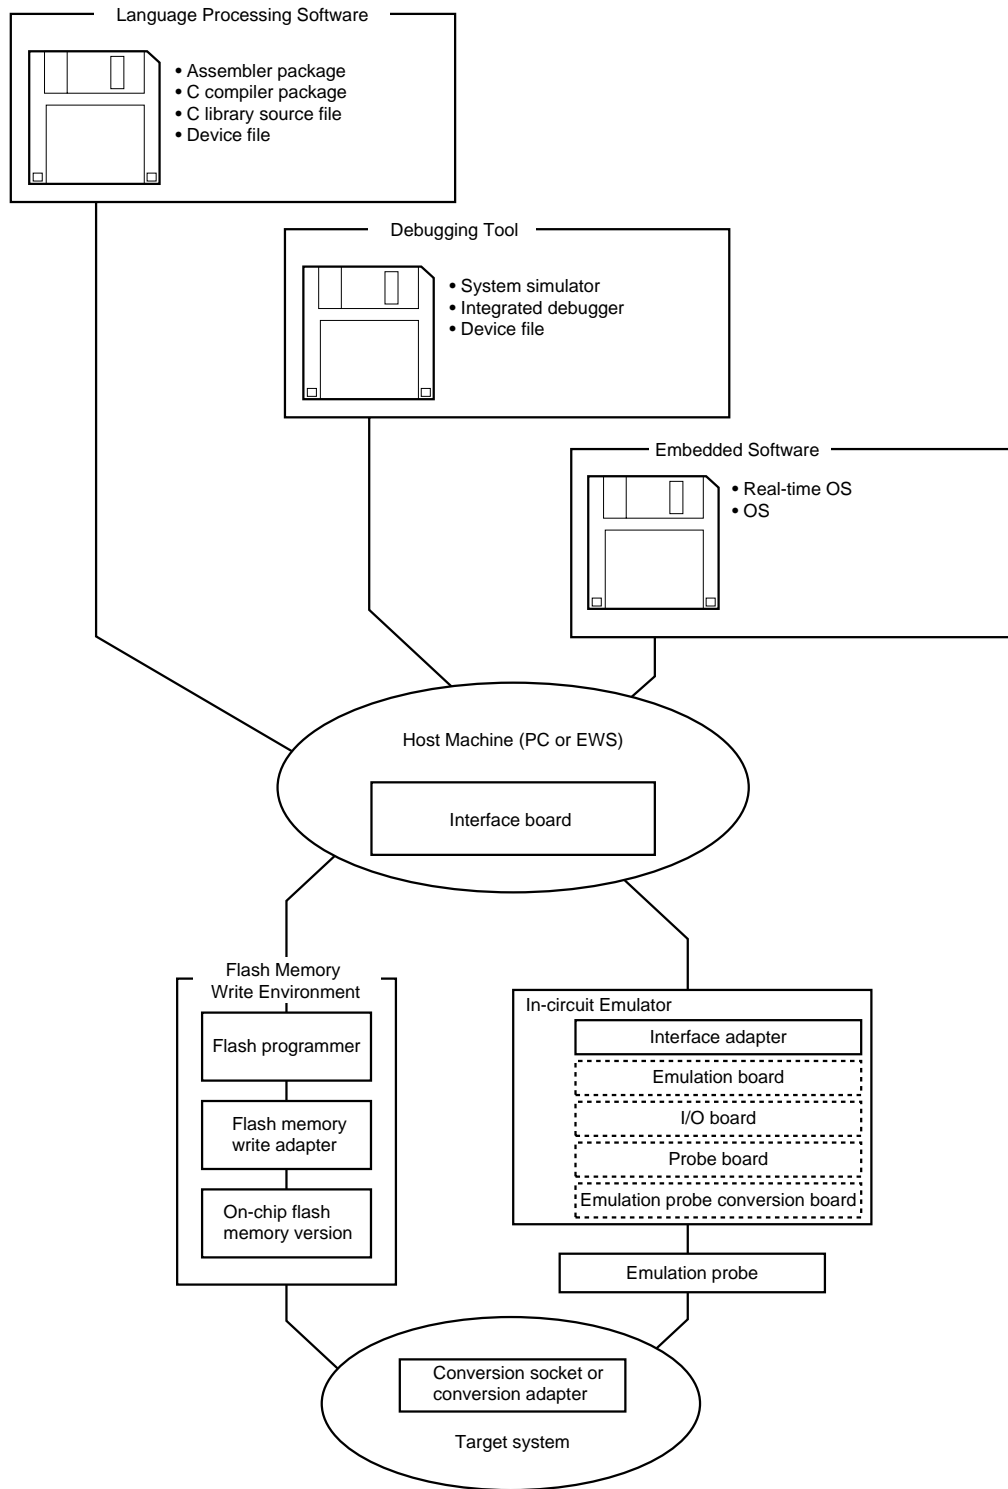 Language Processing Software
• Assembler package
• C compiler package
• C library source file
• Device file
Debugging Tool
• System simulator
• Integrated debugger
• Device file
Embedded Software
• Real-time OS
• OS
Host Machine (PC or EWS)
Interface board
Flash Memory
Write Environment
Flash programmer
Flash memory
write adapter
On-chip flash
memory version
In-circuit Emulator
Interface adapter
Emulation board
I/O board
Probe board
Emulation probe conversion board
Emulation probe
Conversion socket or
conversion adapter
Target system